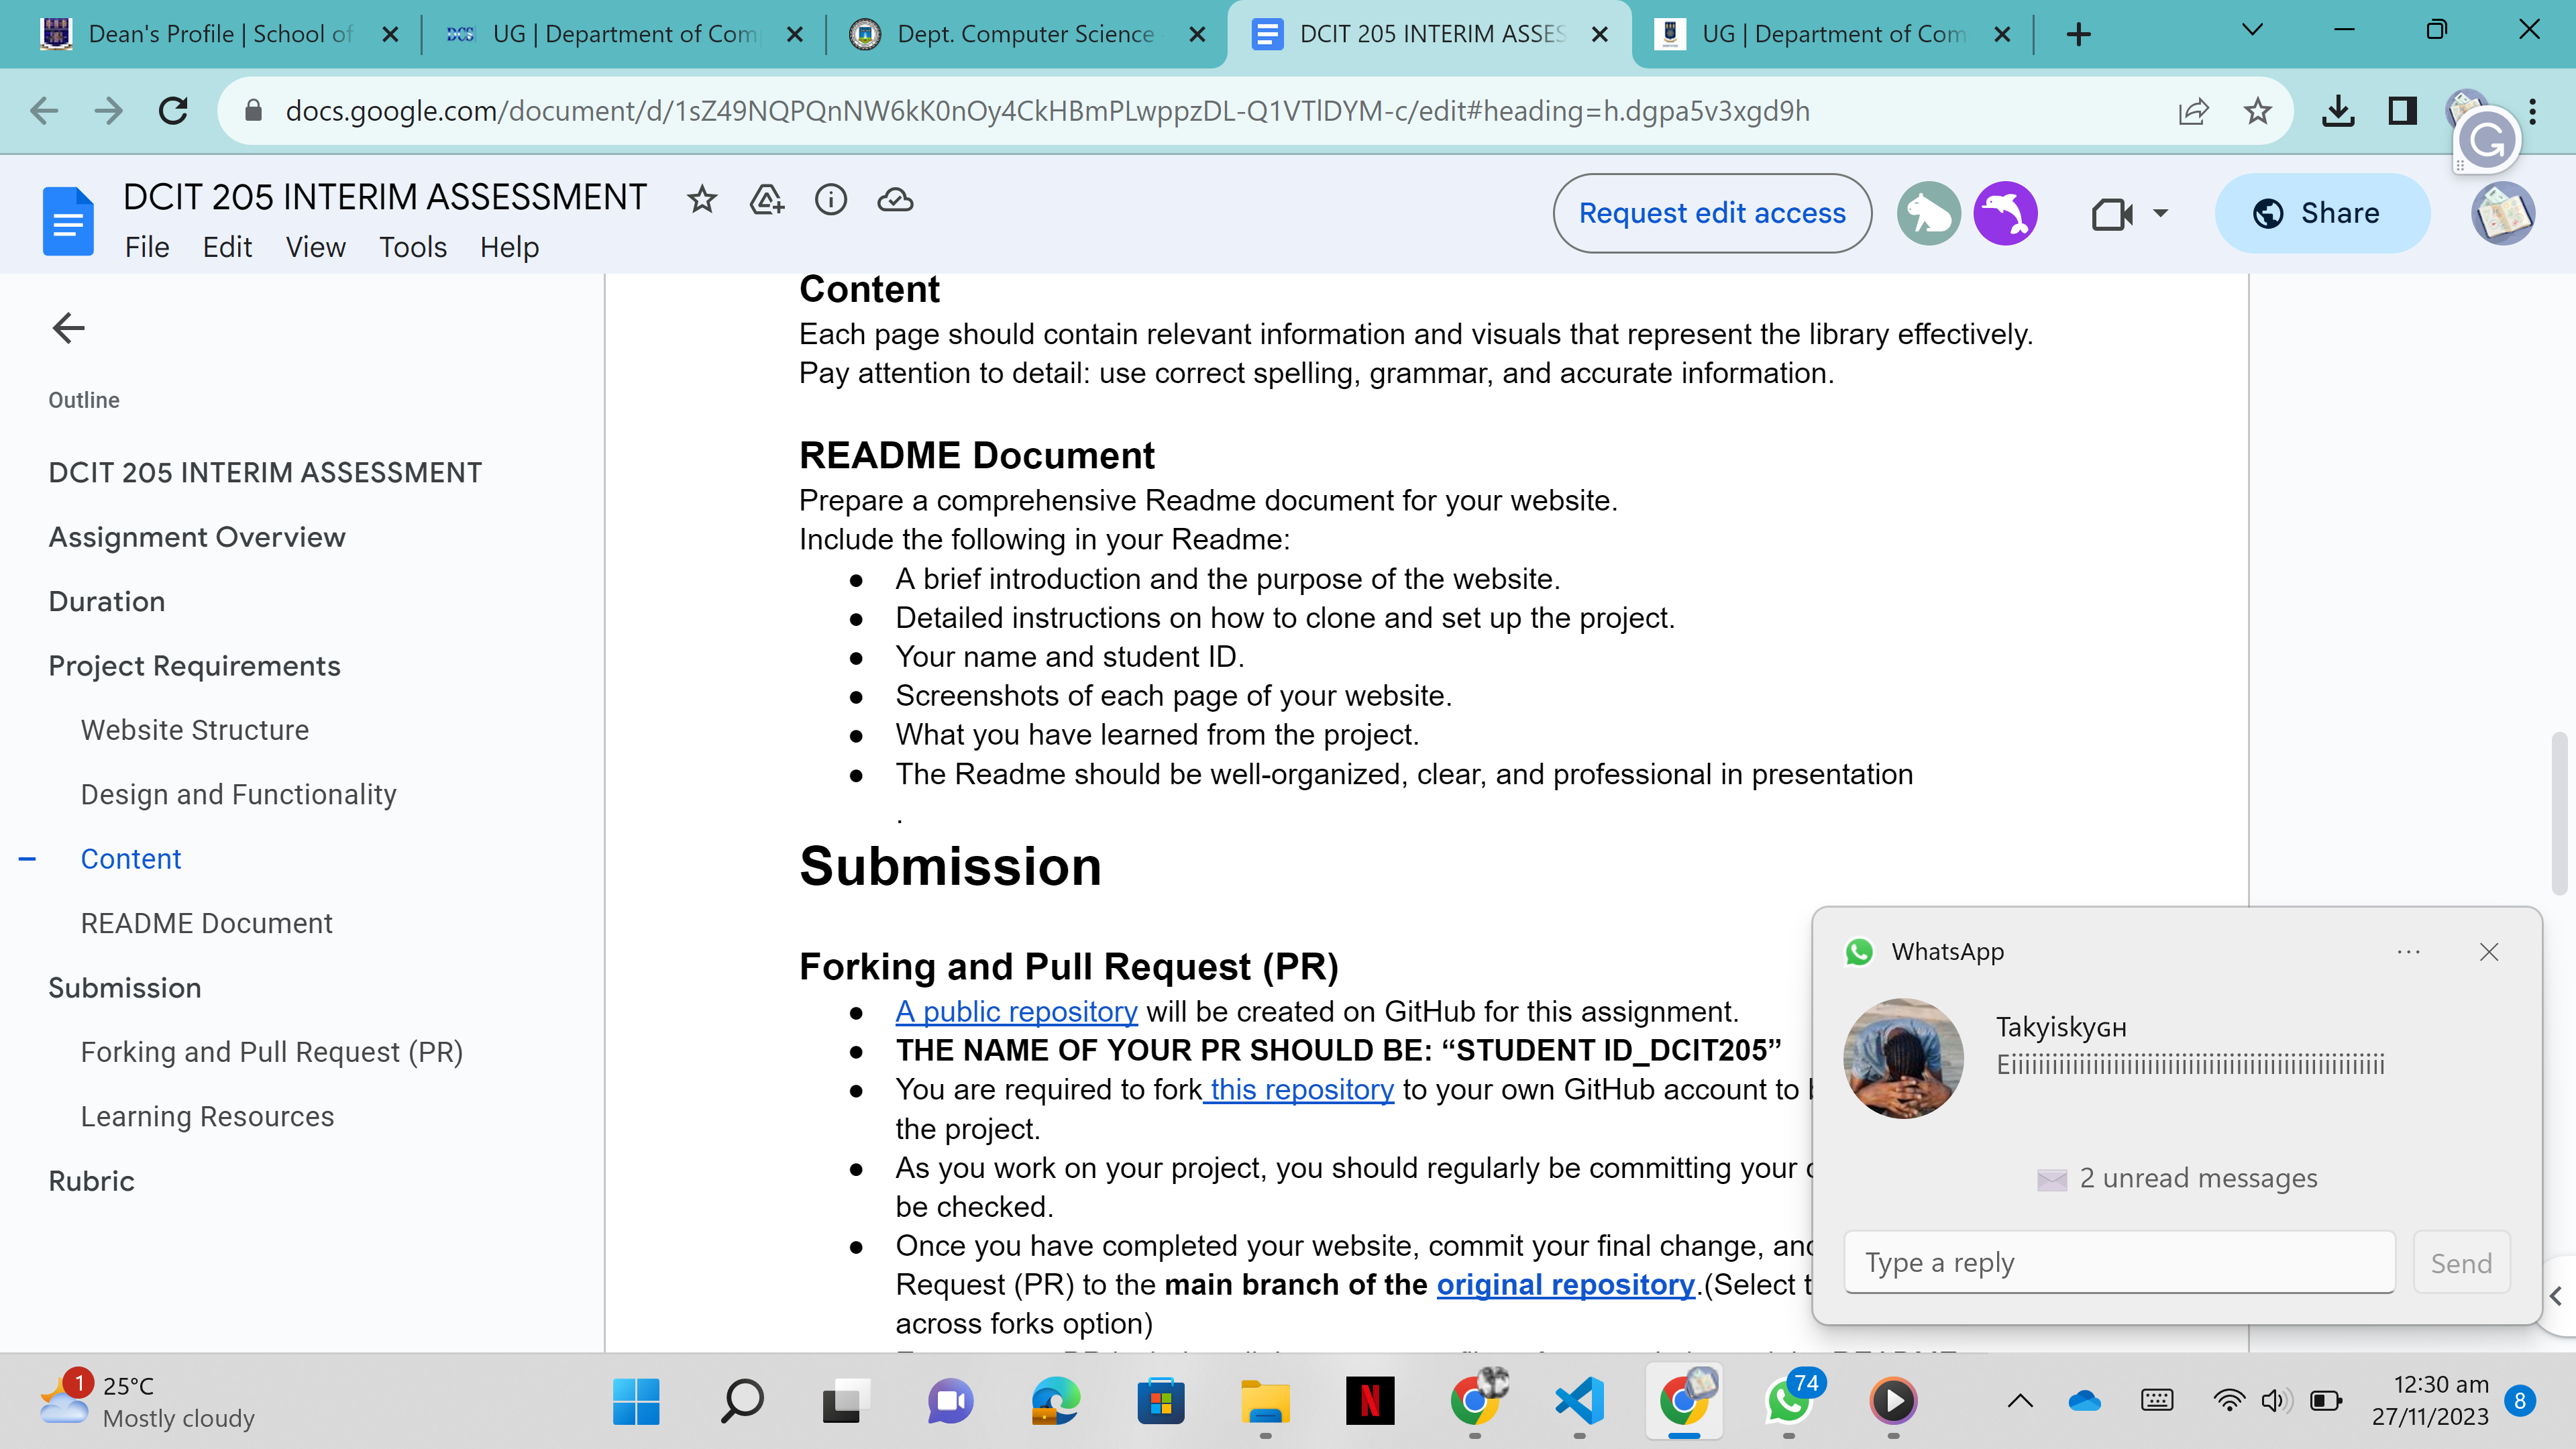 Dean's Profile | School of
DCS UG | Department of Com
Dept. Computer Science
DCIT 205 INTERIM ASSES
UG | Department of Com
docs.google.com/document/d/1sZ49NQPQnNW6kK0nOy4CkHBmPLwppzDL-Q1VTlDYM-c/edit#heading=h.dgpa5v3xgd9h
DCIT 205 INTERIM ASSESSMENT
File Edit View Tools Help
Request edit access
Share
Outline
DCIT 205 INTERIM ASSESSMENT
Assignment Overview
Duration
Project Requirements
Website Structure
Design and Functionality
Content
README Document
Submission
Forking and Pull Request (PR)
Learning Resources
Rubric
Content
Each page should contain relevant information and visuals that represent the library effectively.
Pay attention to detail: use correct spelling, grammar, and accurate information.
README Document
Prepare a comprehensive Readme document for your website.
Include the following in your Readme:
● A brief introduction and the purpose of the website.
● Detailed instructions on how to clone and set up the project.
● Your name and student ID.
● Screenshots of each page of your website.
● What you have learned from the project.
● The Readme should be well-organized, clear, and professional in presentation
.
Submission
Forking and Pull Request (PR)
● A public repository will be created on GitHub for this assignment.
● THE NAME OF YOUR PR SHOULD BE: “STUDENT ID_DCIT205”
● You are required to fork this repository to your own GitHub account to
the project.
● As you work on your project, you should regularly be committing your
be checked.
● Once you have completed your website, commit your final change, and
Request (PR) to the main branch of the original repository.(Select
across forks option)
WhatsApp
TakyiskyGH
Eiiiiiiiiiiiiiiiiiiiiiiiiiiiiiiiiiiiiiiiiiiiiiiiiiiiiii
2 unread messages
Type a reply
Send
1
25°C
Mostly cloudy
N
74
12:30 am
27/11/2023
8